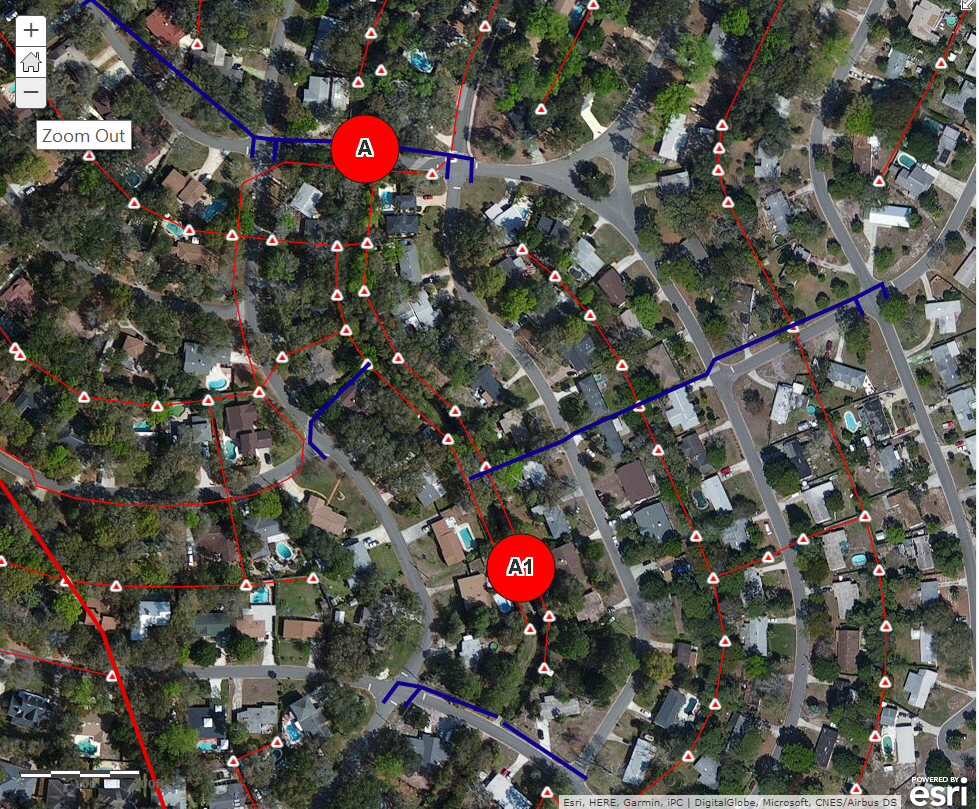 +
−
Zoom Out
A
A1
POWERED BY
esri
Esri, HERE, Garmin, iPC | DigitalGlobe, Microsoft, CNES/Airbus DS